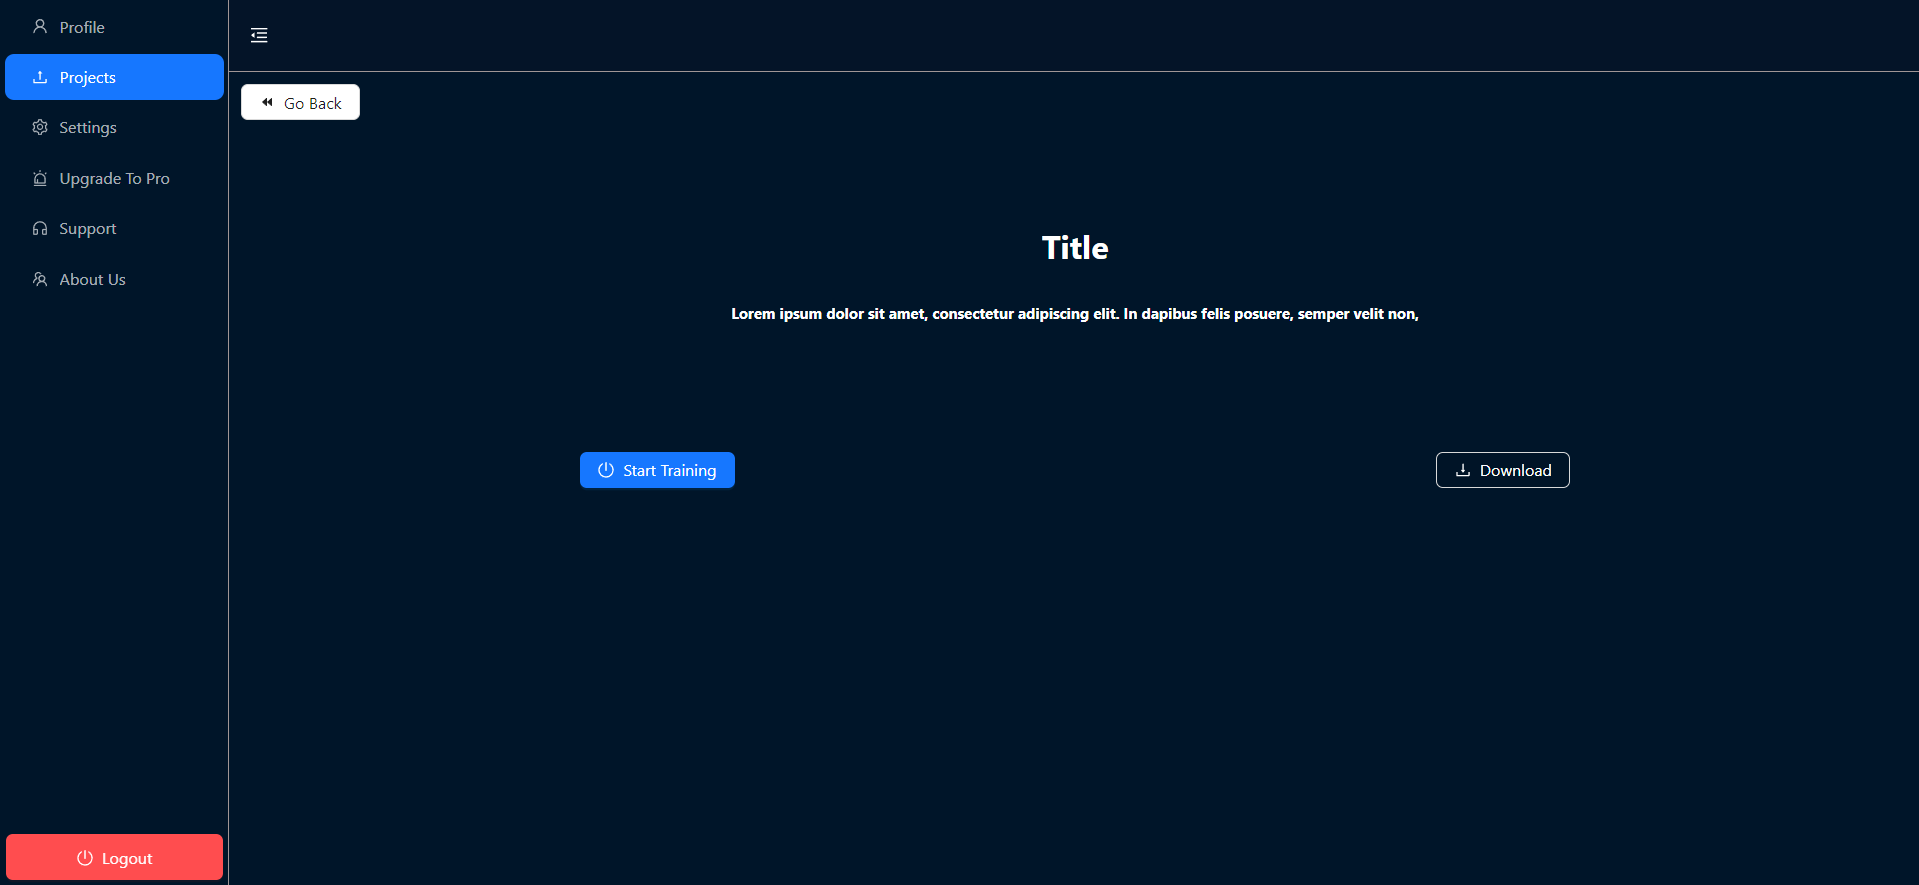 Profile
Projects
Settings
Upgrade To Pro
Support
About Us
Logout
Go Back
Title
Lorem ipsum dolor sit amet, consectetur adipiscing elit. In dapibus felis posuere, semper velit non,
Start Training
Download